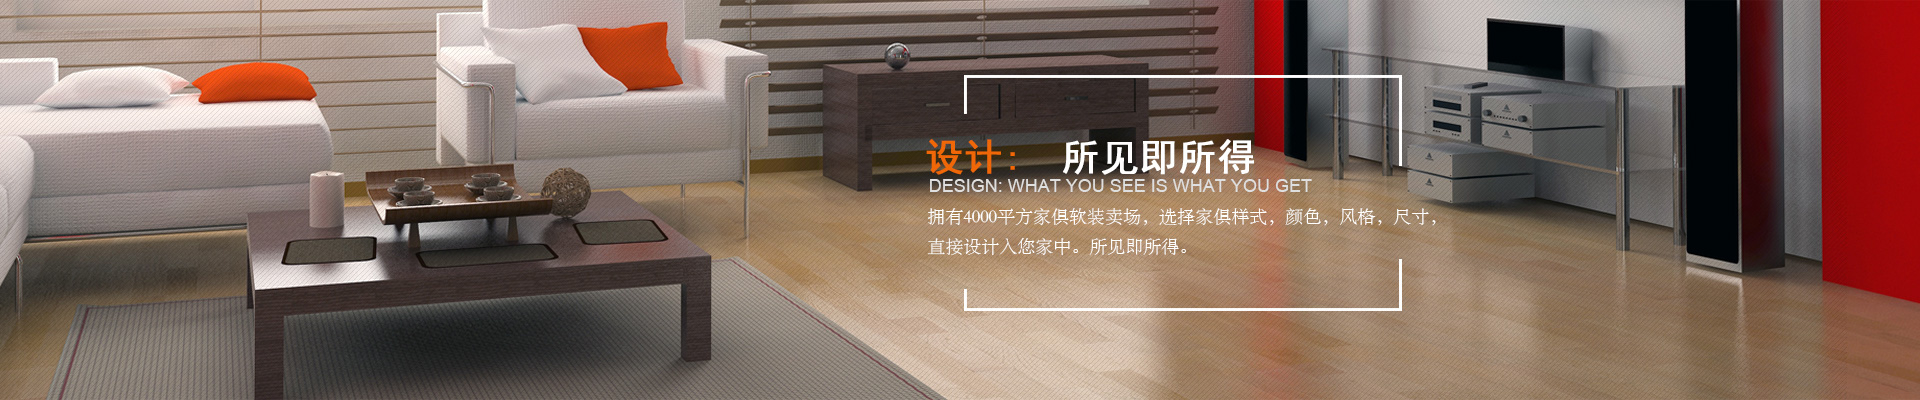 设计： 所见即所得
DESIGN: WHAT YOU SEE IS WHAT YOU GET
拥有4000平方家俱软装卖场，选择家俱样式，颜色，风格，尺寸，
直接设计入您家中。所见即所得。